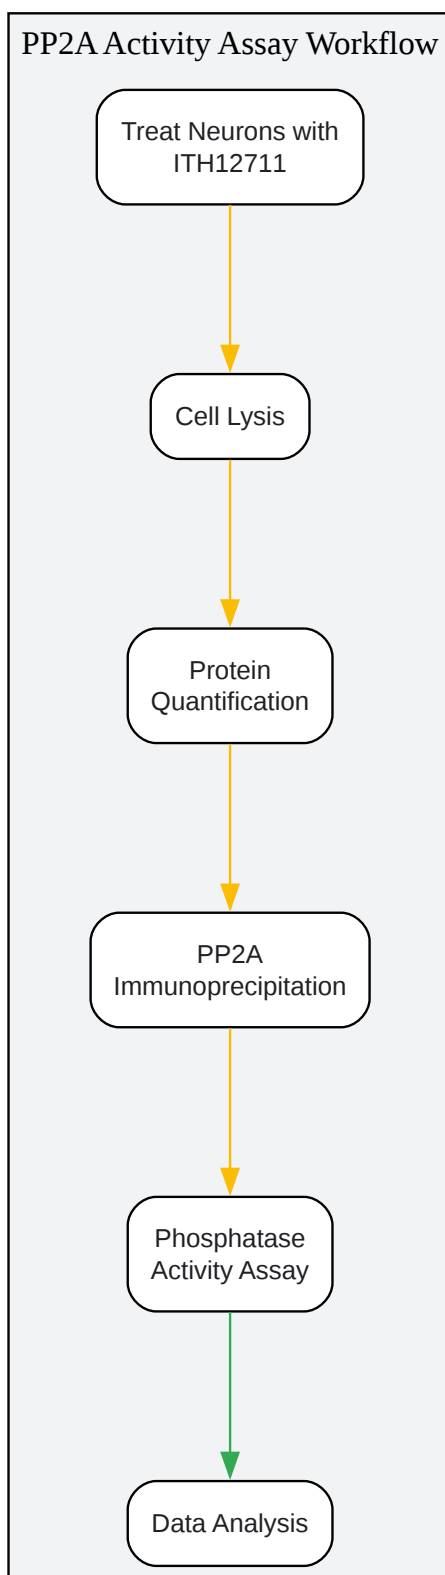 PP2A Activity Assay Workflow
Treat Neurons with
ITH12711
Cell Lysis
Protein
Quantification
PP2A
Immunoprecipitation
Phosphatase
Activity Assay
Data Analysis